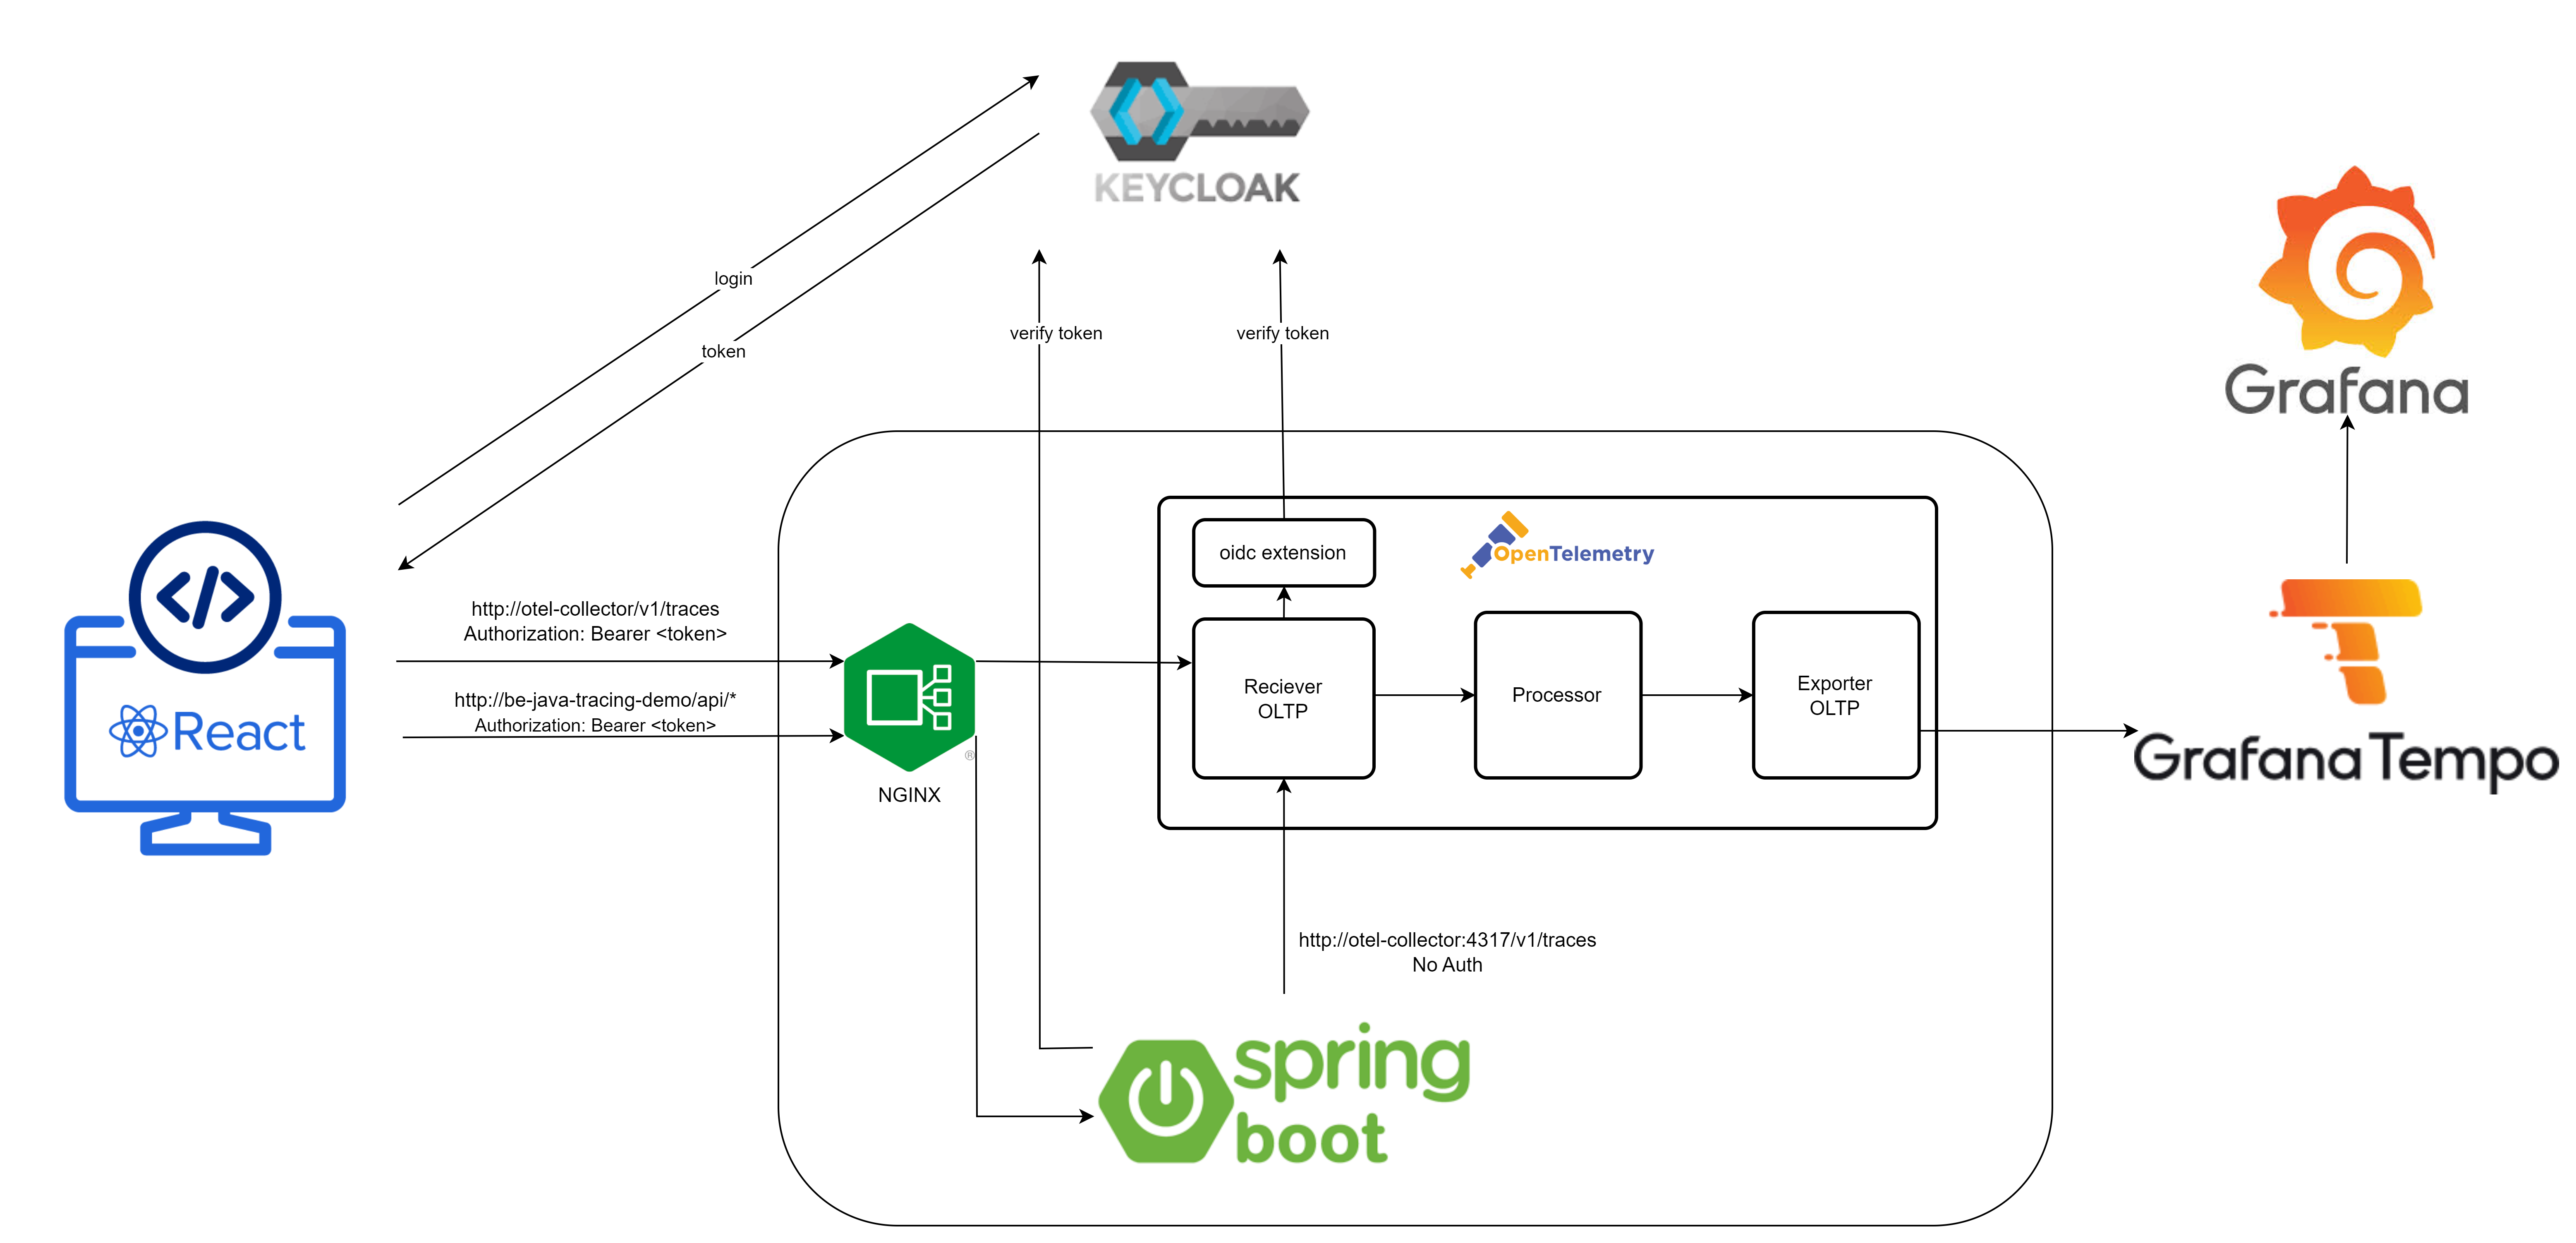 KEYCLOAK
login
token
verify token
verify token
Grafana
oidc extension
OpenTelemetry
http://otel-collector/v1/traces
Authorization: Bearer <token>
http://be-java-tracing-demo/api/*
Authorization: Bearer <token>
React
®
NGINX
Reciever
OLTP
Processor
Exporter
OLTP
Grafana Tempo
http://otel-collector:4317/v1/traces
No Auth
spring
boot